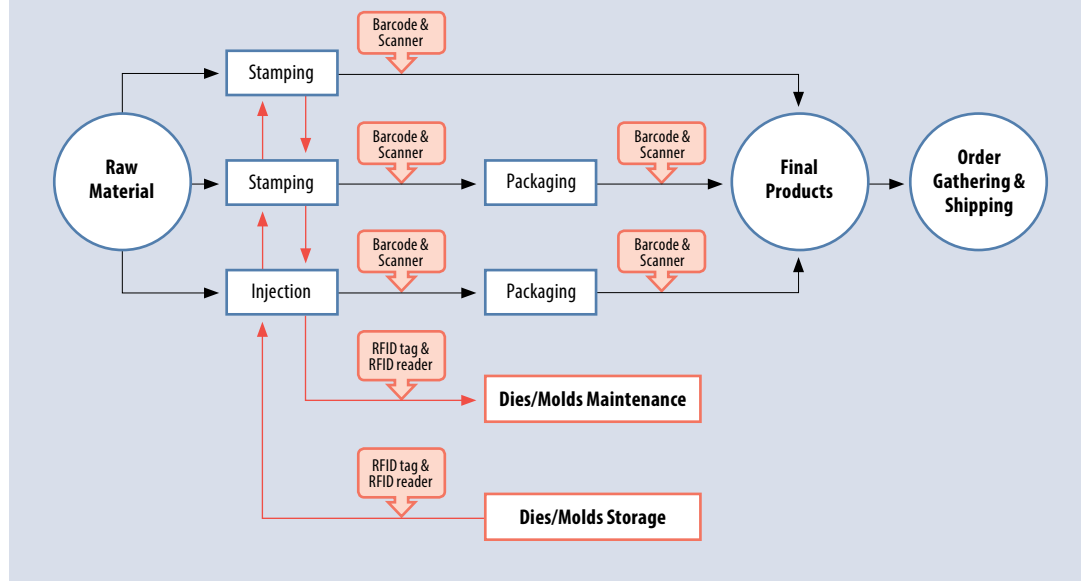 Barcode &
Scanner
Stamping
Raw
Material
Stamping
Barcode &
Scanner
Packaging
Barcode &
Scanner
Final
Products
Order
Gathering &
Shipping
Injection
Barcode &
Scanner
Packaging
Barcode &
Scanner
RFID tag &
RFID reader
Dies/Molds Maintenance
RFID tag &
RFID reader
Dies/Molds Storage